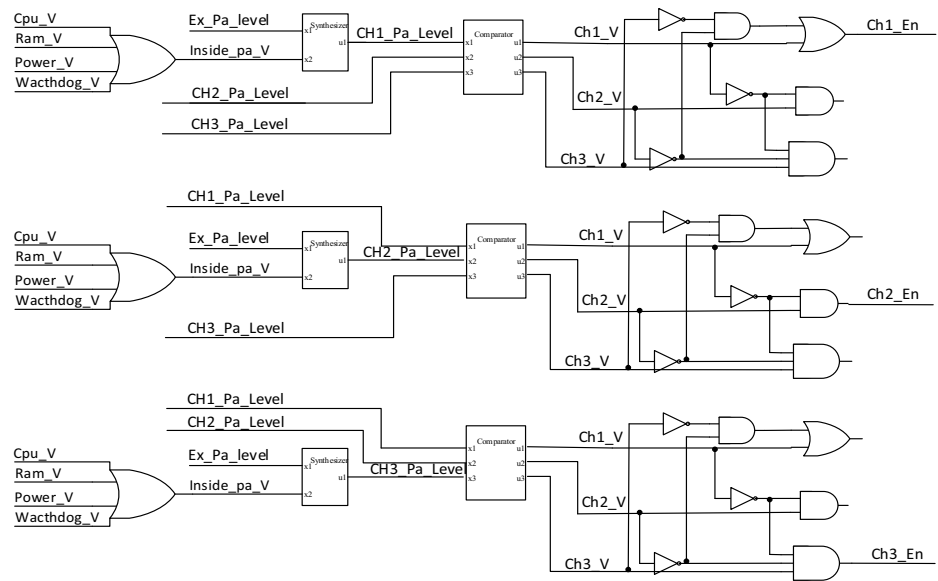 Cpu_V
Ram_V
Power_V
Wacthdog_V
Ex_Pa_level
Inside_pa_V
x1
x2
Synthesizer
u1
CH1_Pa_Level
CH2_Pa_Level
CH3_Pa_Level
Comparator
x1
x2
x3
u1
u2
u3
Ch1_V
Ch2_V
Ch3_V
Ch1_En
CH1_Pa_Level
Cpu_V
Ram_V
Power_V
Wacthdog_V
Ex_Pa_level
Inside_pa_V
x1
x2
Synthesizer
u1
CH2_Pa_Level
CH3_Pa_Level
Comparator
x1
x2
x3
u1
u2
u3
Ch1_V
Ch2_V
Ch3_V
Ch2_En
CH1_Pa_Level
CH2_Pa_Level
Cpu_V
Ram_V
Power_V
Wacthdog_V
Ex_Pa_level
Inside_pa_V
x1
x2
Synthesizer
u1
CH3_Pa_Level
Comparator
x1
x2
x3
u1
u2
u3
Ch1_V
Ch2_V
Ch3_V
Ch3_En